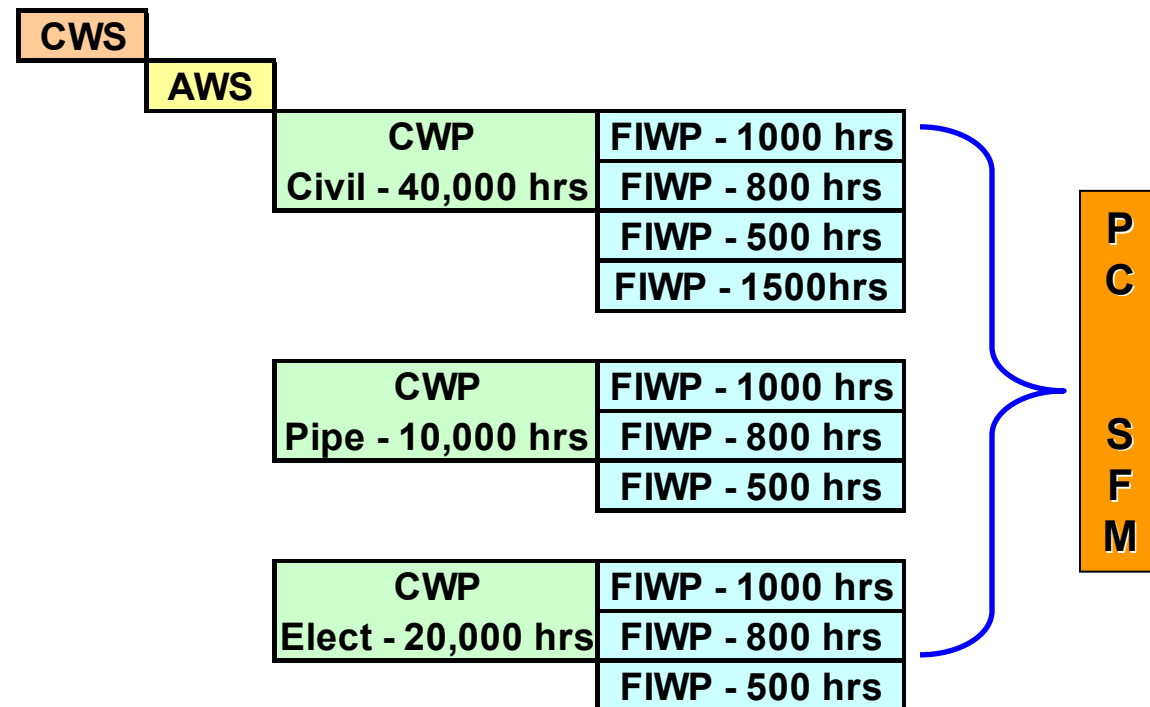 CWS
AWS
CWP
Civil - 40,000 hrs
FIWP - 1000 hrs
FIWP - 800 hrs
FIWP - 500 hrs
FIWP - 1500hrs
CWP
Pipe - 10,000 hrs
FIWP - 1000 hrs
FIWP - 800 hrs
FIWP - 500 hrs
CWP
Elect - 20,000 hrs
FIWP - 1000 hrs
FIWP - 800 hrs
FIWP - 500 hrs
P
C
S
F
M